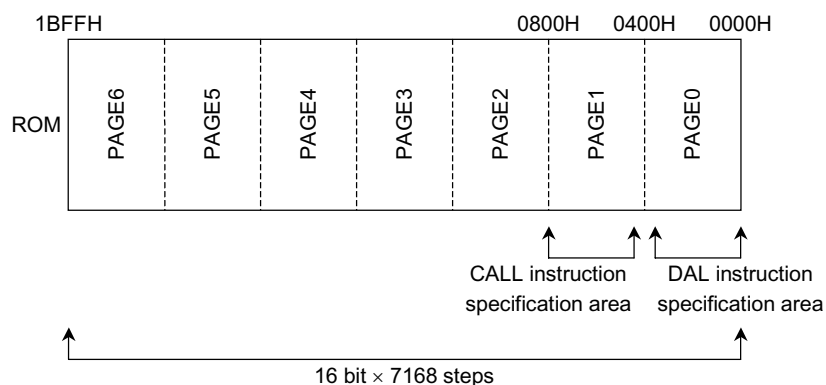 1BFFH 0800H 0400H 0000H
ROM PAGE6 PAGE5 PAGE4 PAGE3 PAGE2 PAGE1 PAGE0
CALL instruction
specification area
DAL instruction
specification area
16 bit × 7168 steps